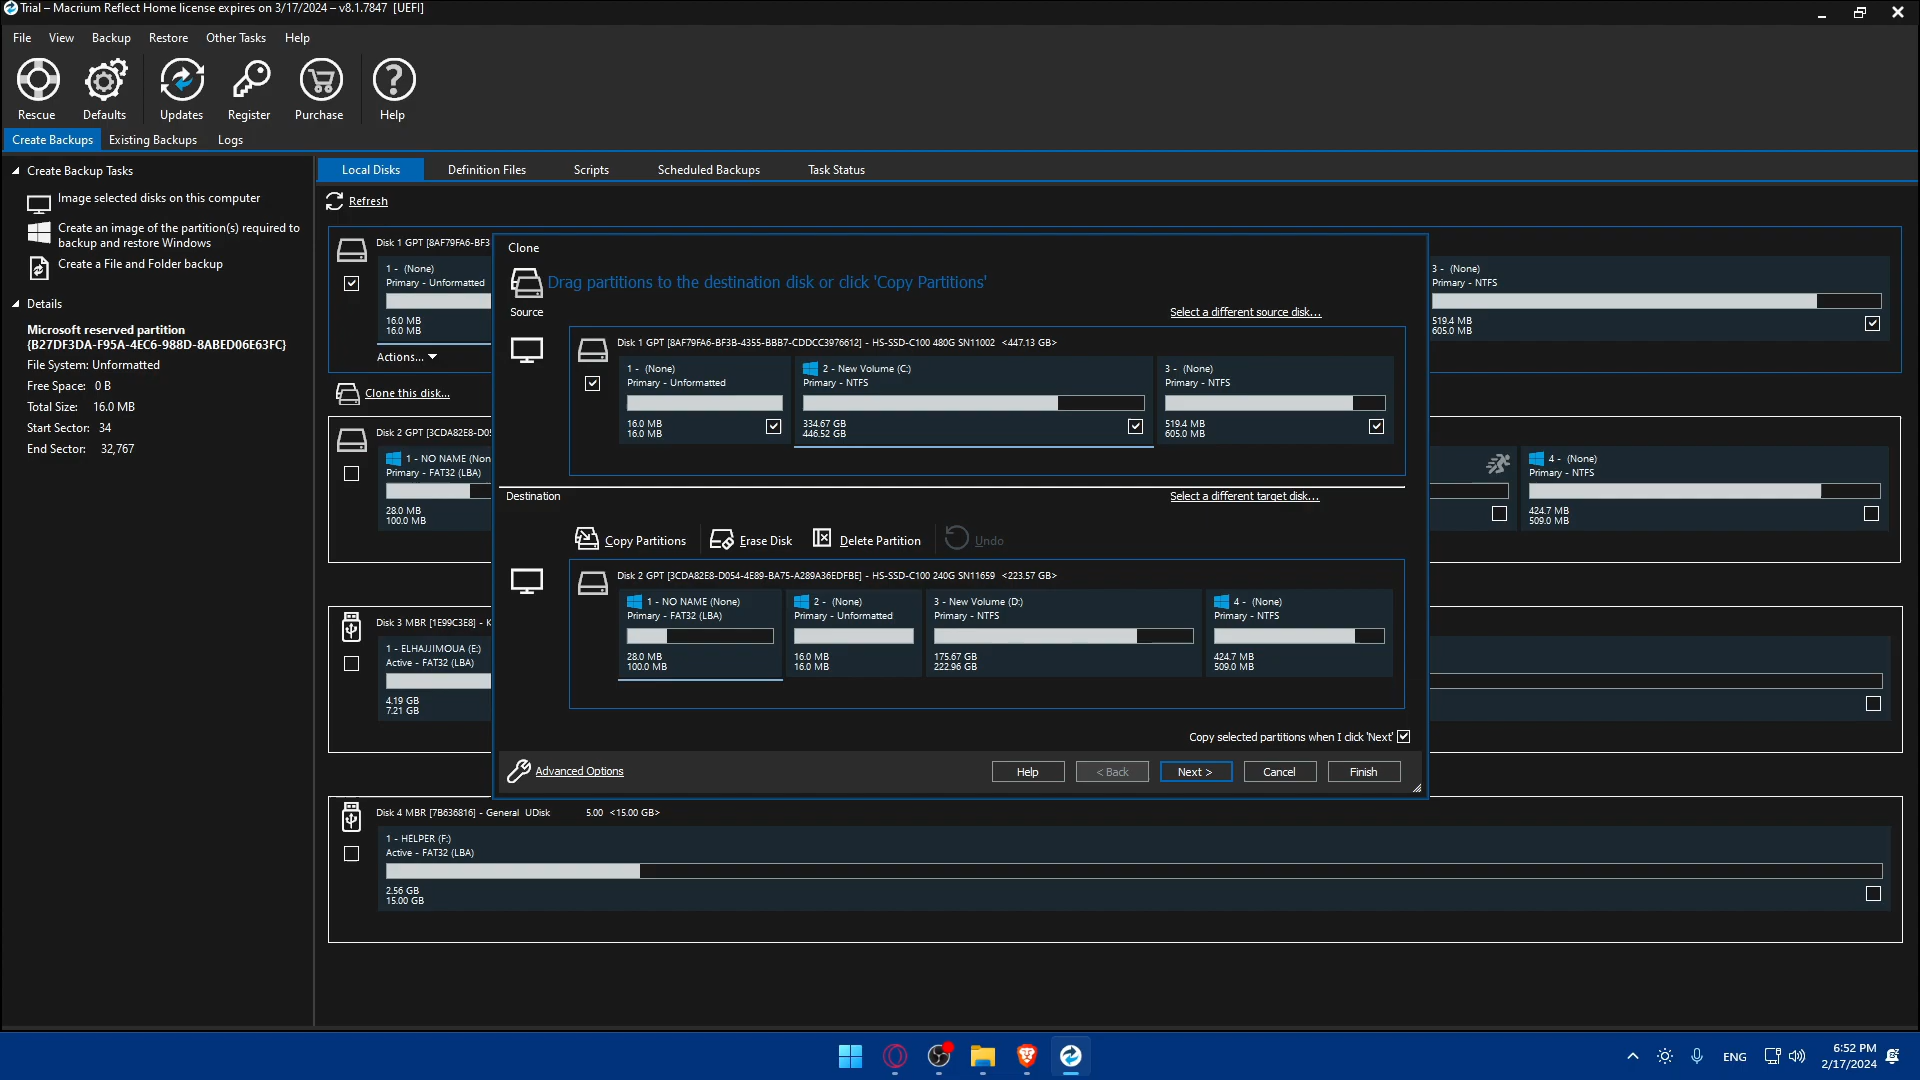 Trial – Macrium Reflect Home license expires on 3/17/2024 – v8.1.7847 [UEFI]
File View Backup Restore Other Tasks Help
Rescue Defaults Updates Register Purchase Help
Create Backups Existing Backups Logs
Create Backup Tasks
Image selected disks on this computer
Create an image of the partition(s) required to
backup and restore Windows
Create a File and Folder backup
Details
Microsoft reserved partition
{B27DF3DA-F95A-4EC6-988D-8ABED06E63FC}
File System: Unformatted
Free Space: 0 B
Total Size: 16.0 MB
Start Sector: 34
End Sector: 32,767
Local Disks Definition Files Scripts Scheduled Backups Task Status
Refresh
Disk 1 GPT [8AF79FA6-BF3
1 - (None)
Primary - Unformatted
16.0 MB
16.0 MB
Actions...
3 - (None)
Primary - NTFS
519.4 MB
605.0 MB
Clone this disk...
Disk 2 GPT [3CDA82E8-D05
1 - NO NAME (Non
Primary - FAT32 (LBA)
28.0 MB
100.0 MB
4 - (None)
Primary - NTFS
424.7 MB
509.0 MB
Disk 3 MBR [1E99C3E8] - K
1 - ELHAJJIMOUA (E:)
Active - FAT32 (LBA)
4.19 GB
7.21 GB
Disk 4 MBR [7B636816] - General UDisk 5.00 <15.00 GB>
1 - HELPER (F:)
Active - FAT32 (LBA)
2.56 GB
15.00 GB
Clone
Drag partitions to the destination disk or click 'Copy Partitions'
Source
Select a different source disk...
Disk 1 GPT [8AF79FA6-BF3B-4355-BBB7-CDDCC3976612] - HS-SSD-C100 480G SN11002 <447.13 GB>
1 - (None)
Primary - Unformatted
16.0 MB
16.0 MB
2 - New Volume (C:)
Primary - NTFS
334.67 GB
446.52 GB
3 - (None)
Primary - NTFS
519.4 MB
605.0 MB
Destination
Select a different target disk...
Copy Partitions Erase Disk Delete Partition Undo
Disk 2 GPT [3CDA82E8-D054-4E89-BA75-A289A36EDFBE] - HS-SSD-C100 240G SN11659 <223.57 GB>
1 - NO NAME (None)
Primary - FAT32 (LBA)
28.0 MB
100.0 MB
2 - (None)
Primary - Unformatted
16.0 MB
16.0 MB
3 - New Volume (D:)
Primary - NTFS
175.67 GB
222.96 GB
4 - (None)
Primary - NTFS
424.7 MB
509.0 MB
Copy selected partitions when I click 'Next'
Advanced Options
Help < Back Next > Cancel Finish
ENG
6:52 PM
2/17/2024